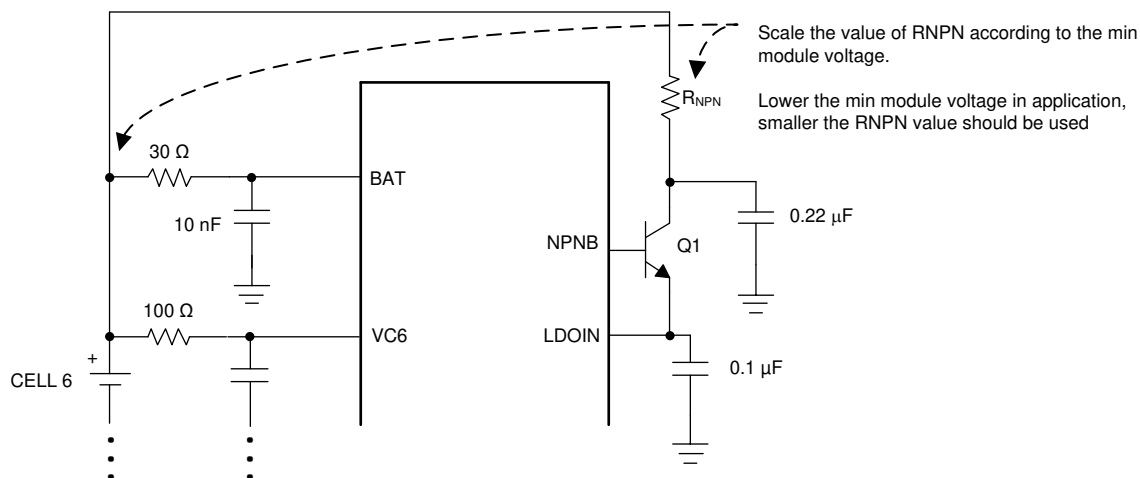 Scale the value of RNPN according to the min
module voltage.
Lower the min module voltage in application,
smaller the RNPN value should be used
RNPN
30 Ω
BAT
10 nF
0.22 μF
NPNB
Q1
100 Ω
VC6
LDOIN
+
CELL 6
0.1 μF